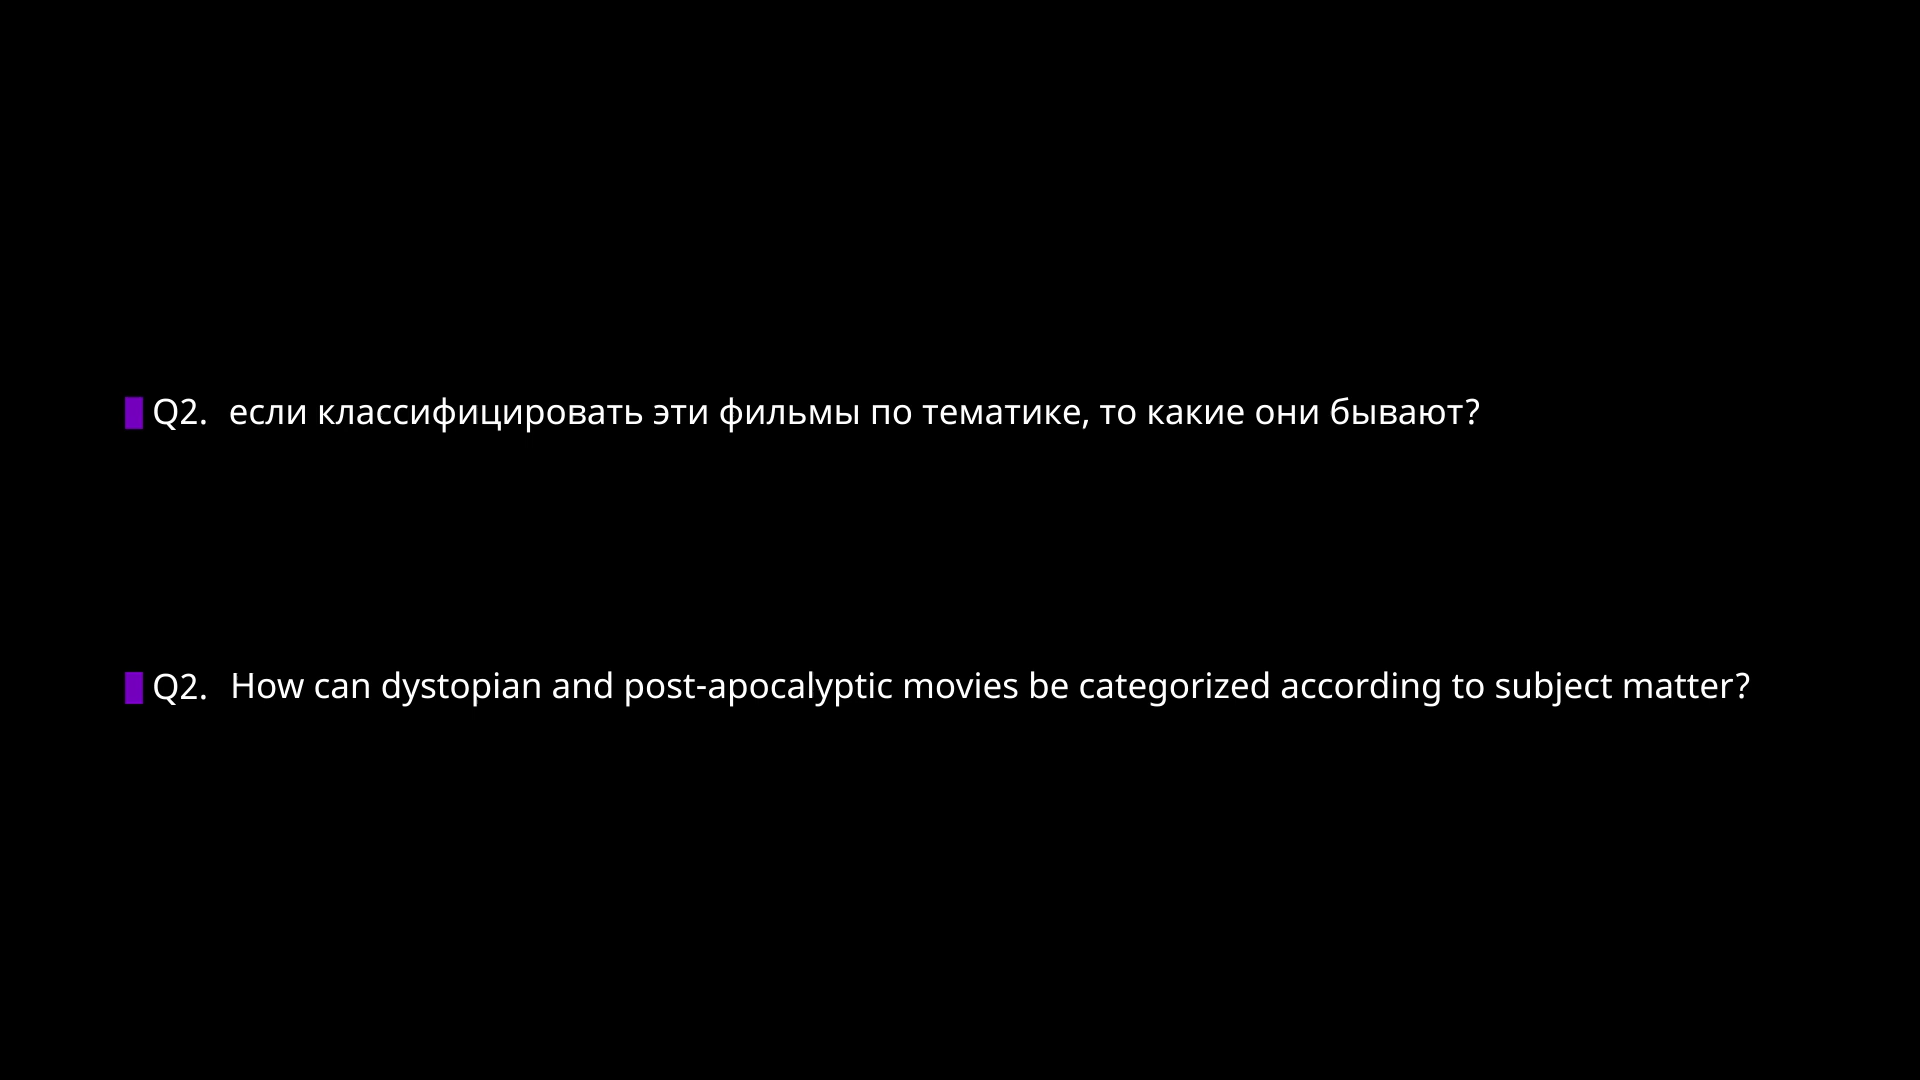 Q2. если классифицировать эти фильмы по тематике, то какие они бывают?
Q2. How can dystopian and post-apocalyptic movies be categorized according to subject matter?